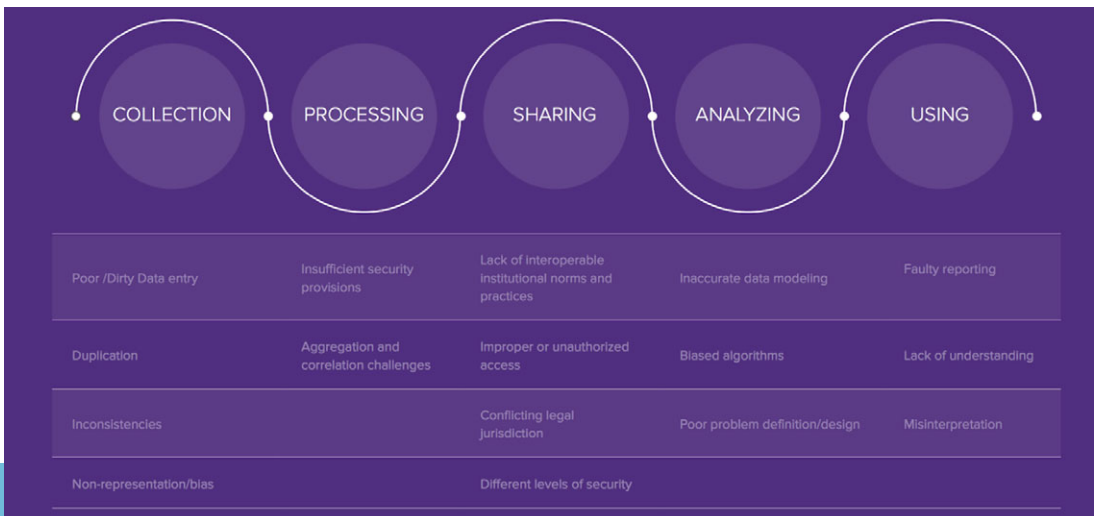 COLLECTION
PROCESSING
SHARING
ANALYZING
USING
Poor /Dirty Data entry
Insufficient security
provisions
Lack of interoperable
institutional norms and
practices
Inaccurate data modeling
Faulty reporting
Duplication
Aggregation and
correlation challenges
Improper or unauthorized
access
Biased algorithms
Lack of understanding
Inconsistencies
Conflicting legal
jurisdiction
Poor problem definition/design
Misinterpretation
Non-representation/bias
Different levels of security